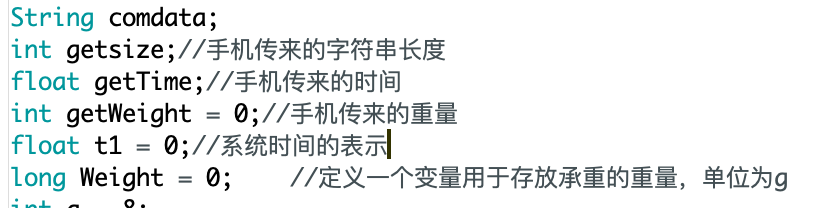 String comdata;
int getsize;//手机传来的字符串长度
float getTime;//手机传来的时间
int getWeight = 0;//手机传来的重量
float t1 = 0;//系统时间的表示
long Weight = 0;    //定义一个变量用于存放承重的重量，单位为g